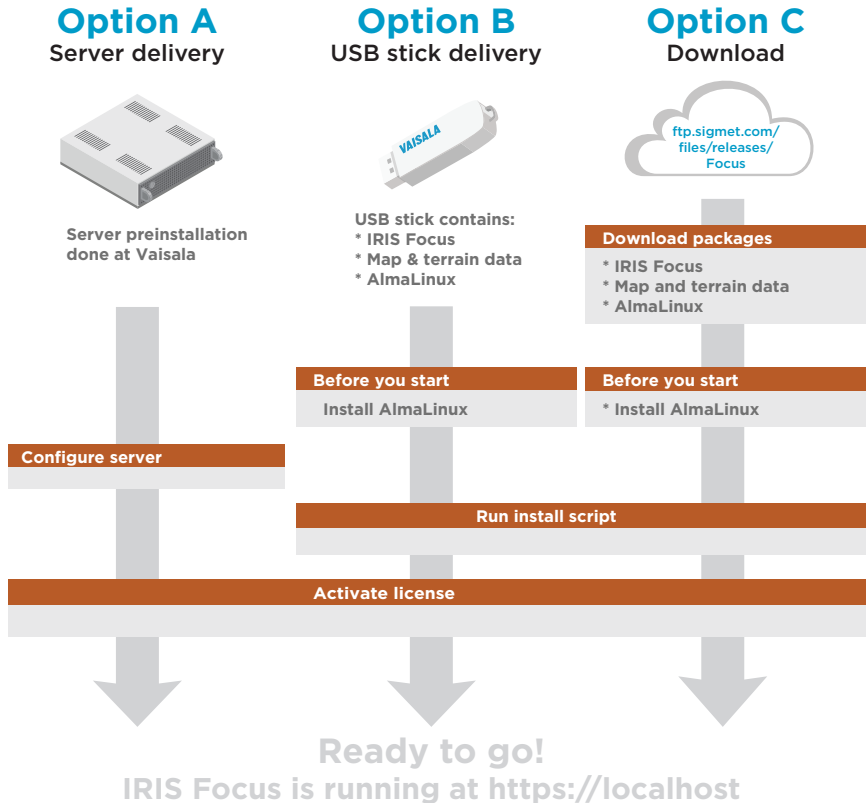 Option A
Server delivery
Server preinstallation
done at Vaisala
Configure server
Option B
USB stick delivery
VAISALA
USB stick contains:
* IRIS Focus
* Map & terrain data
* AlmaLinux
Before you start
Install AlmaLinux
Option C
Download
ftp.sigmet.com/
files/releases/
Focus
Download packages
* IRIS Focus
* Map and terrain data
* AlmaLinux
Before you start
* Install AlmaLinux
Run install script
Activate license
Ready to go!
IRIS Focus is running at https://localhost